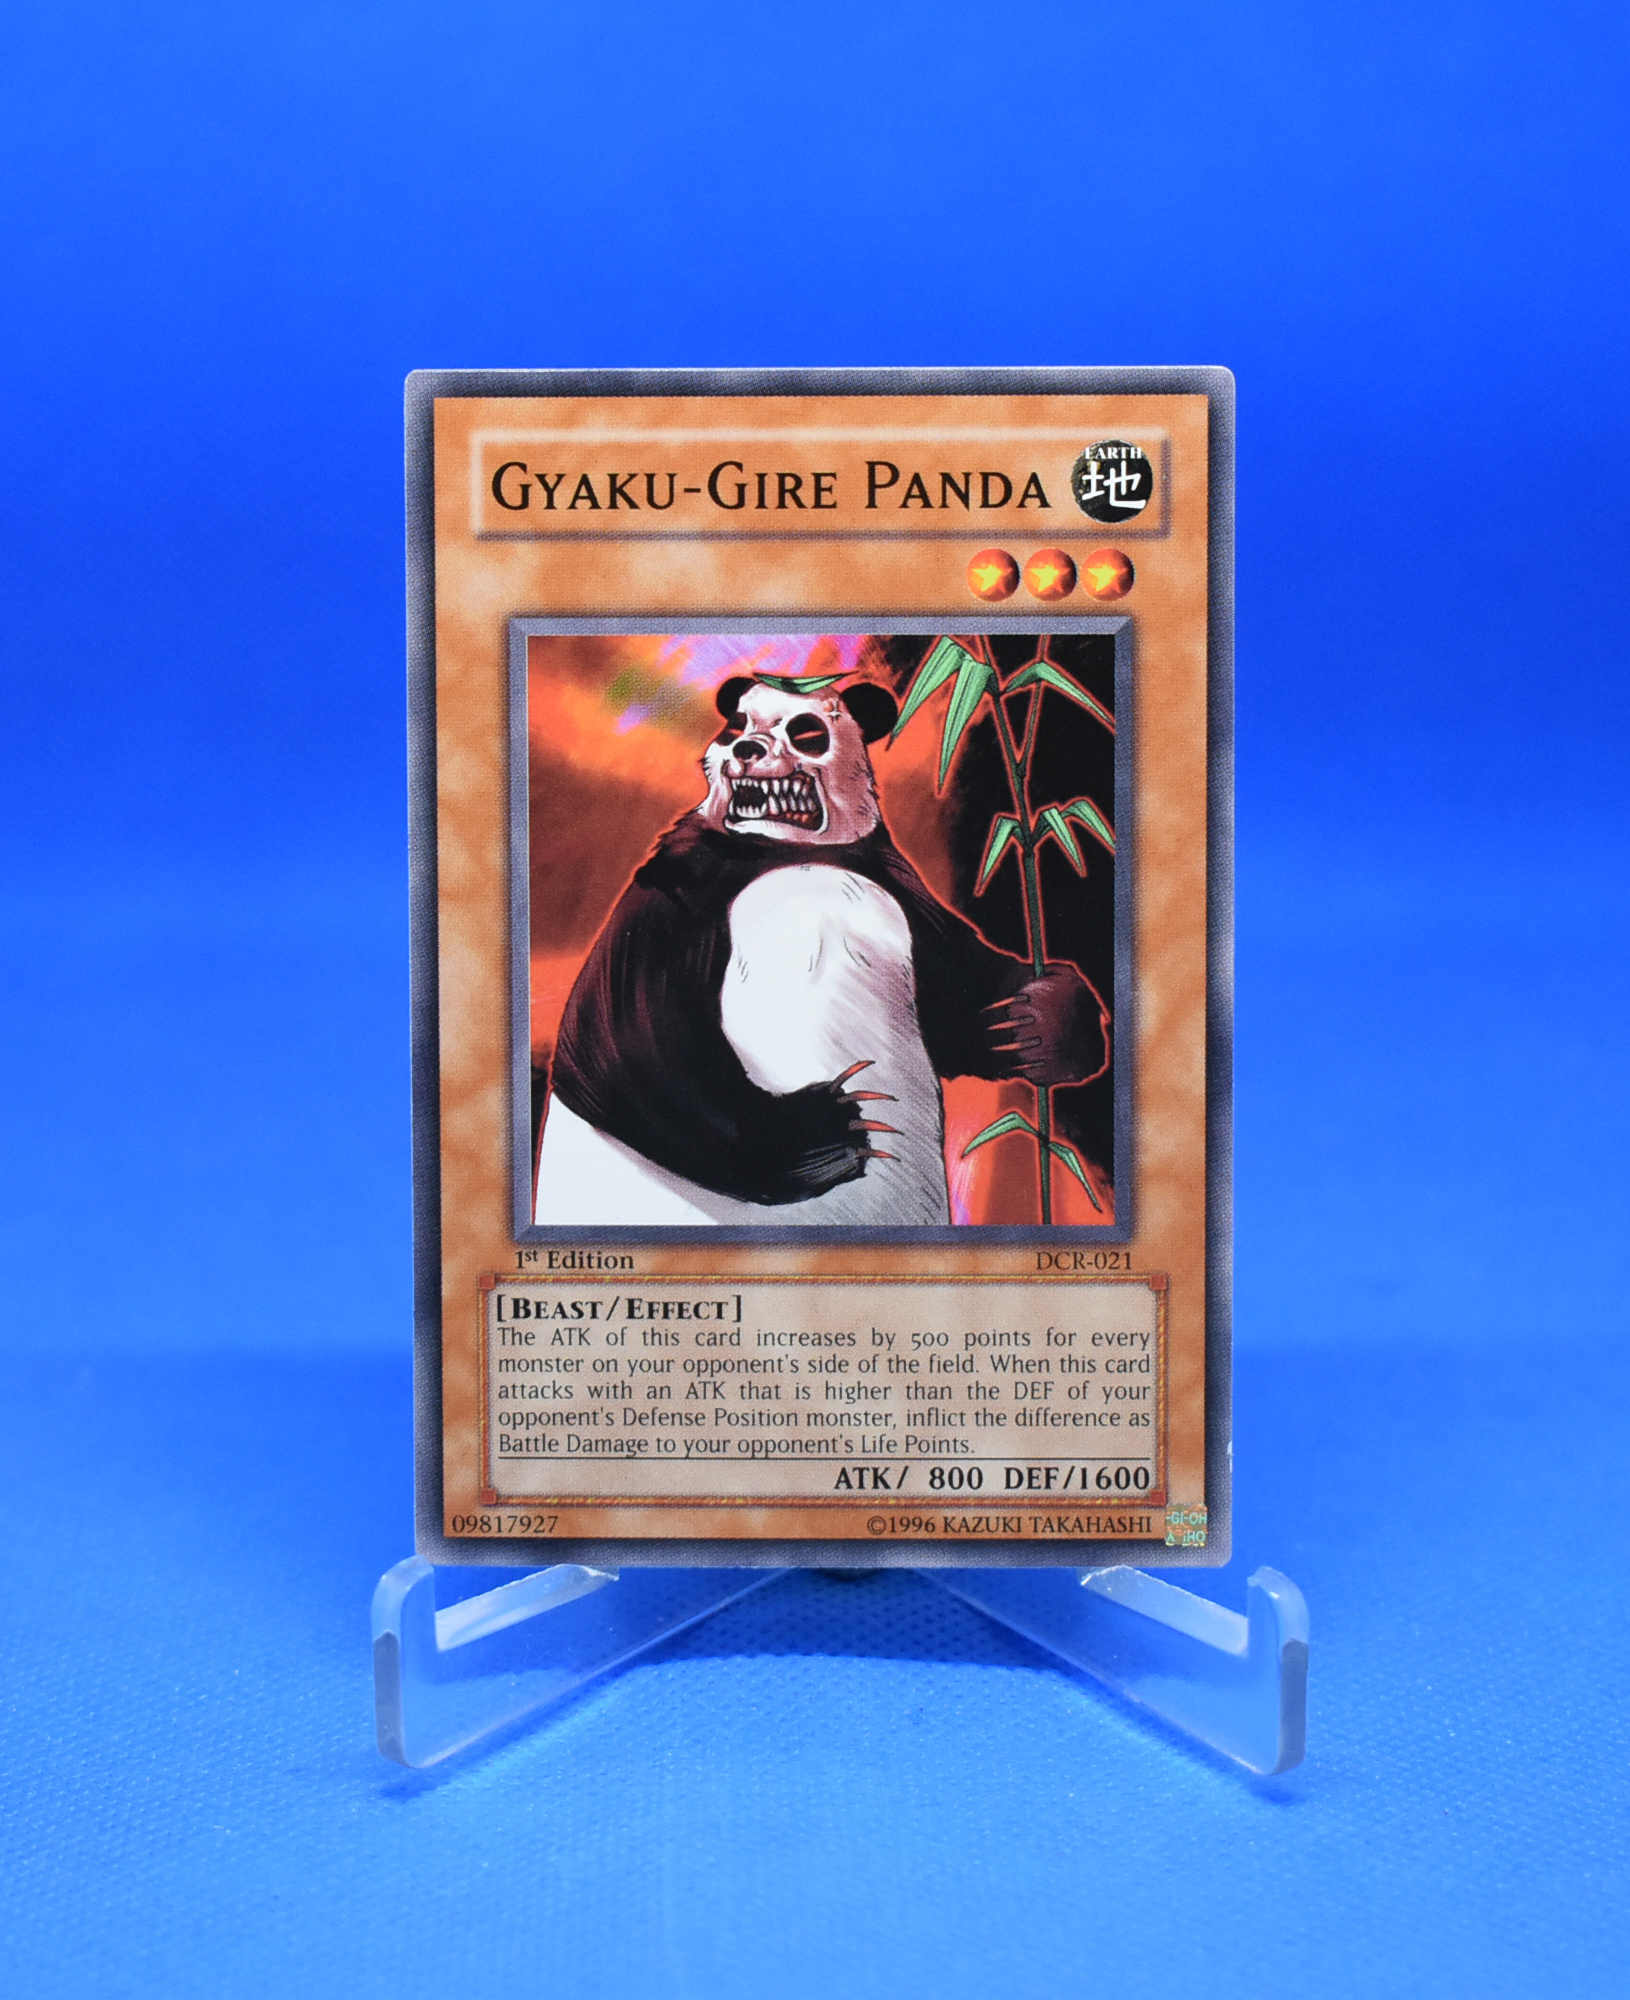 GYAKU-GIRE PANDA
EARTH
地
1st Edition
DCR-021
[BEAST/EFFECT]
The ATK of this card increases by 500 points for every
monster on your opponent's side of the field. When this card
attacks with an ATK that is higher than the DEF of your
opponent's Defense Position monster, inflict the difference as
Battle Damage to your opponent's Life Points.
ATK/ 800 DEF/1600
09817927
©1996 KAZUKI TAKAHASHI
-GI-OH